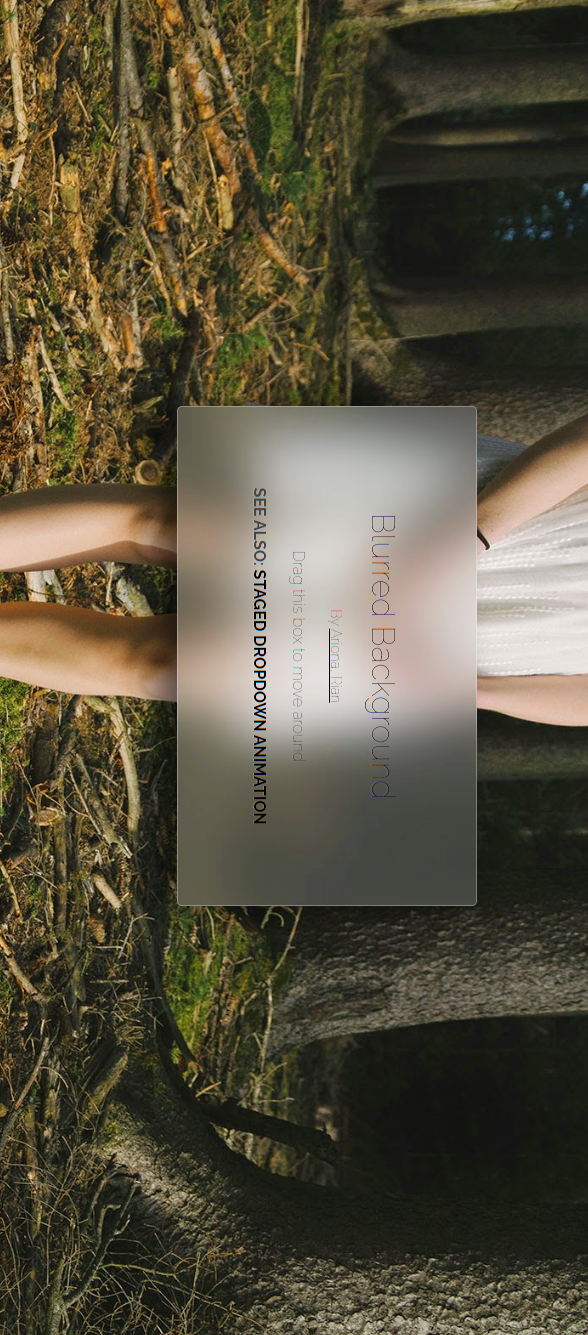 Blurred Background
By Ariona, Rian
Drag this box to move around
SEE ALSO: STAGED DROPDOWN ANIMATION